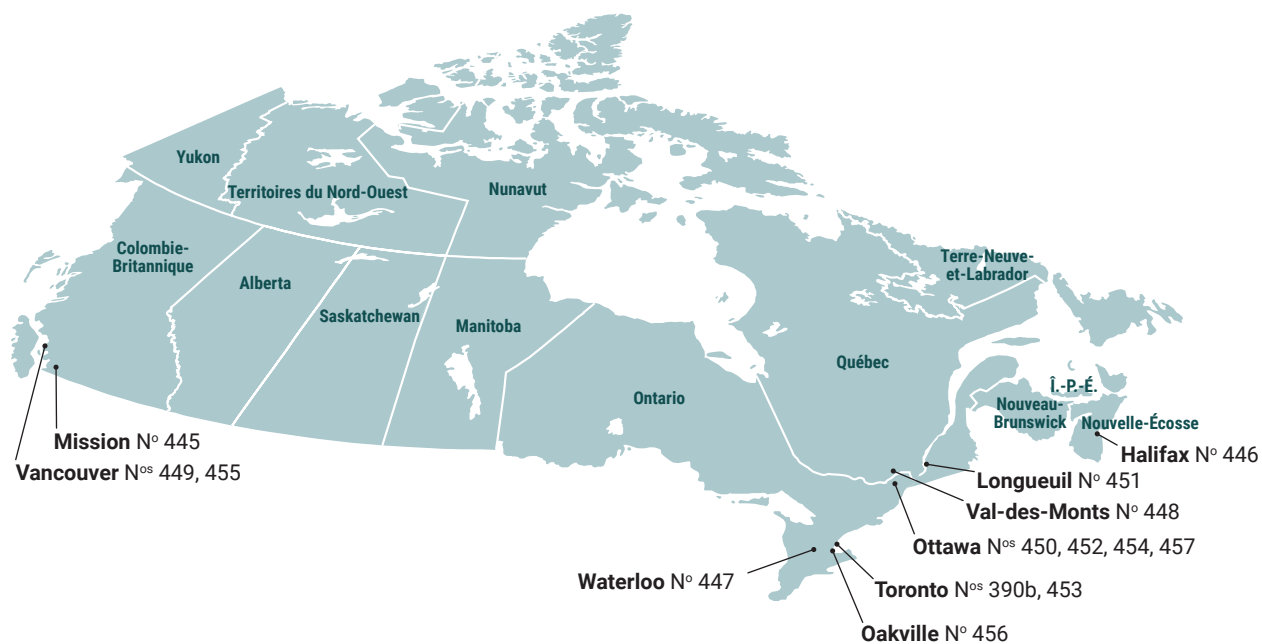 Yukon
Territoires du Nord-Ouest
Nunavut
Colombie-
Britannique
Alberta
Saskatchewan
Manitoba
Ontario
Québec
Terre-Neuve-
et-Labrador
Î.-P.-É.
Nouveau-
Brunswick
Nouvelle-Écosse
Mission Nº 445
Vancouver Nᵒˢ 449, 455
Halifax Nº 446
Longueuil Nº 451
Val-des-Monts Nº 448
Ottawa Nᵒˢ 450, 452, 454, 457
Waterloo Nº 447
Toronto Nᵒˢ 390b, 453
Oakville Nº 456